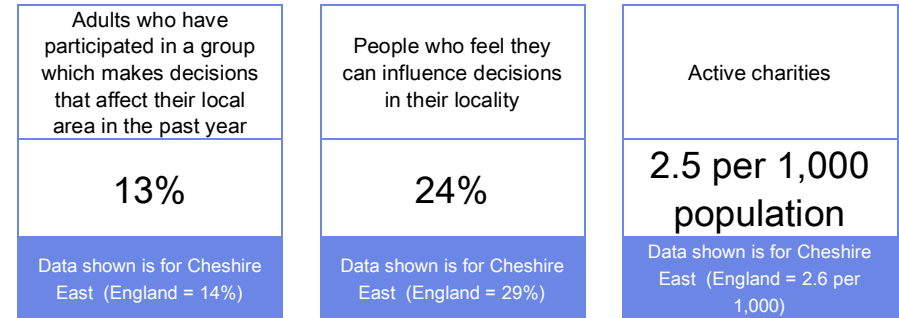 Adults who have
participated in a group
which makes decisions
that affect their local
area in the past year
13%
Data shown is for Cheshire
East  (England = 14%)
People who feel they
can influence decisions
in their locality
24%
Data shown is for Cheshire
East  (England = 29%)
Active charities
2.5 per 1,000
population
Data shown is for Cheshire
East  (England = 2.6 per
1,000)